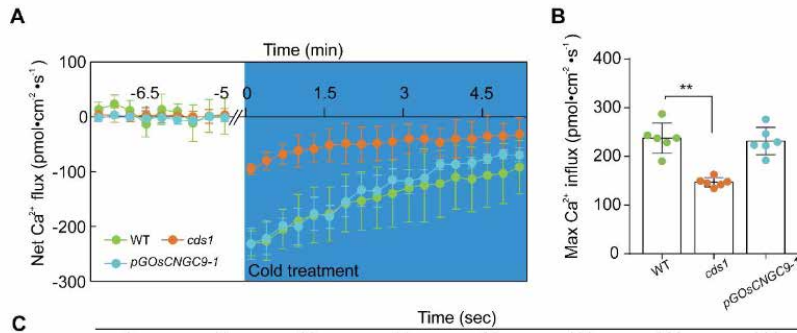 A
Time (min)
Net Ca²⁺ flux (pmol•cm⁻²•s⁻¹)
100
0
-100
-200
-300
-6.5
-5
0
1.5
3
4.5
WT
cds1
pGOsCNGC9-1
Cold treatment
B
Max Ca²⁺ influx (pmol•cm⁻²•s⁻¹)
400
300
200
100
0
**
WT
cds1
pGOsCNGC9-1
C
Time (sec)